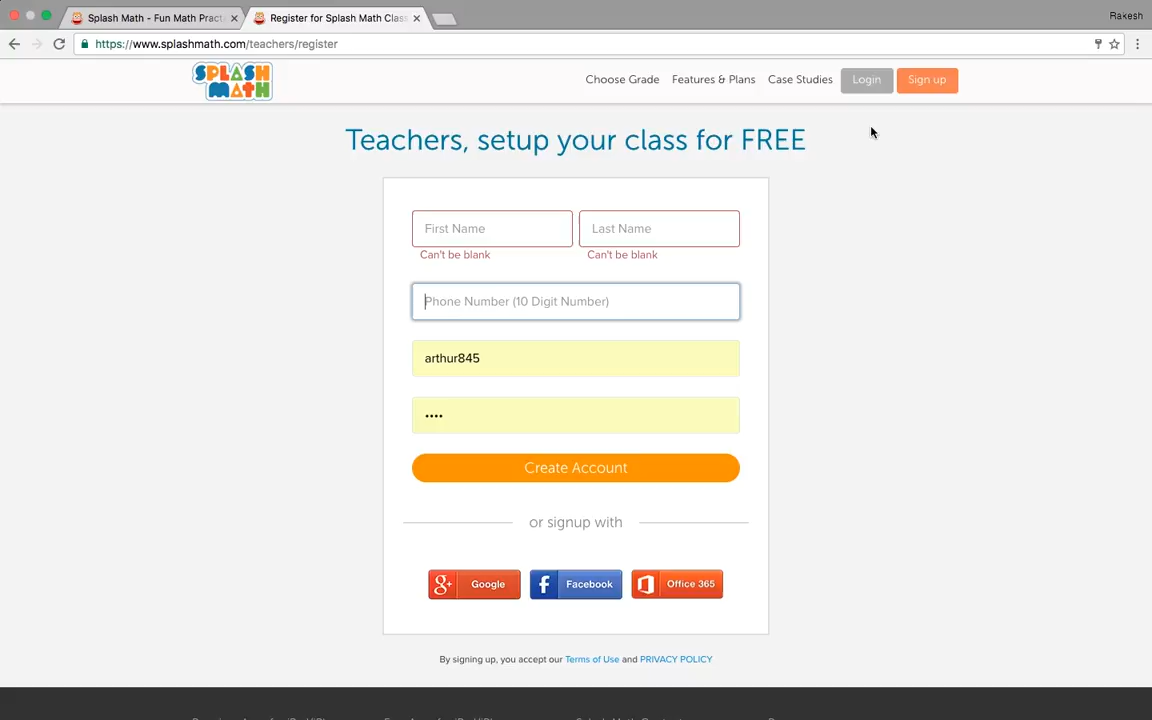 Splash Math - Fun Math Pract
Register for Splash Math Class
Rakesh
https://www.splashmath.com/teachers/register
SPLASH
MATH
Choose Grade
Features & Plans
Case Studies
Login
Sign up
Teachers, setup your class for FREE
First Name
Last Name
Can't be blank
Can't be blank
Phone Number (10 Digit Number)
arthur845
••••
Create Account
or signup with
g+ Google
f Facebook
Office 365
By signing up, you accept our Terms of Use and PRIVACY POLICY